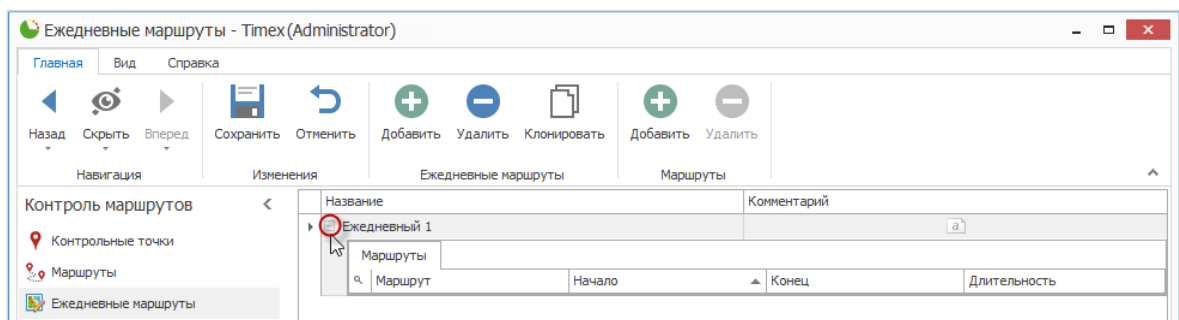 Ежедневные маршруты - Timex (Administrator)
Главная Вид Справка
Назад Скрыть Вперед Сохранить Отменить Добавить Удалить Клонировать Добавить Удалить
Навигация Изменения Ежедневные маршруты Маршруты
Контроль маршрутов
Название Комментарий
Ежедневный 1 a
Контрольные точки
Маршруты
Маршруты
Маршрут Начало Конец Длительность
Ежедневные маршруты